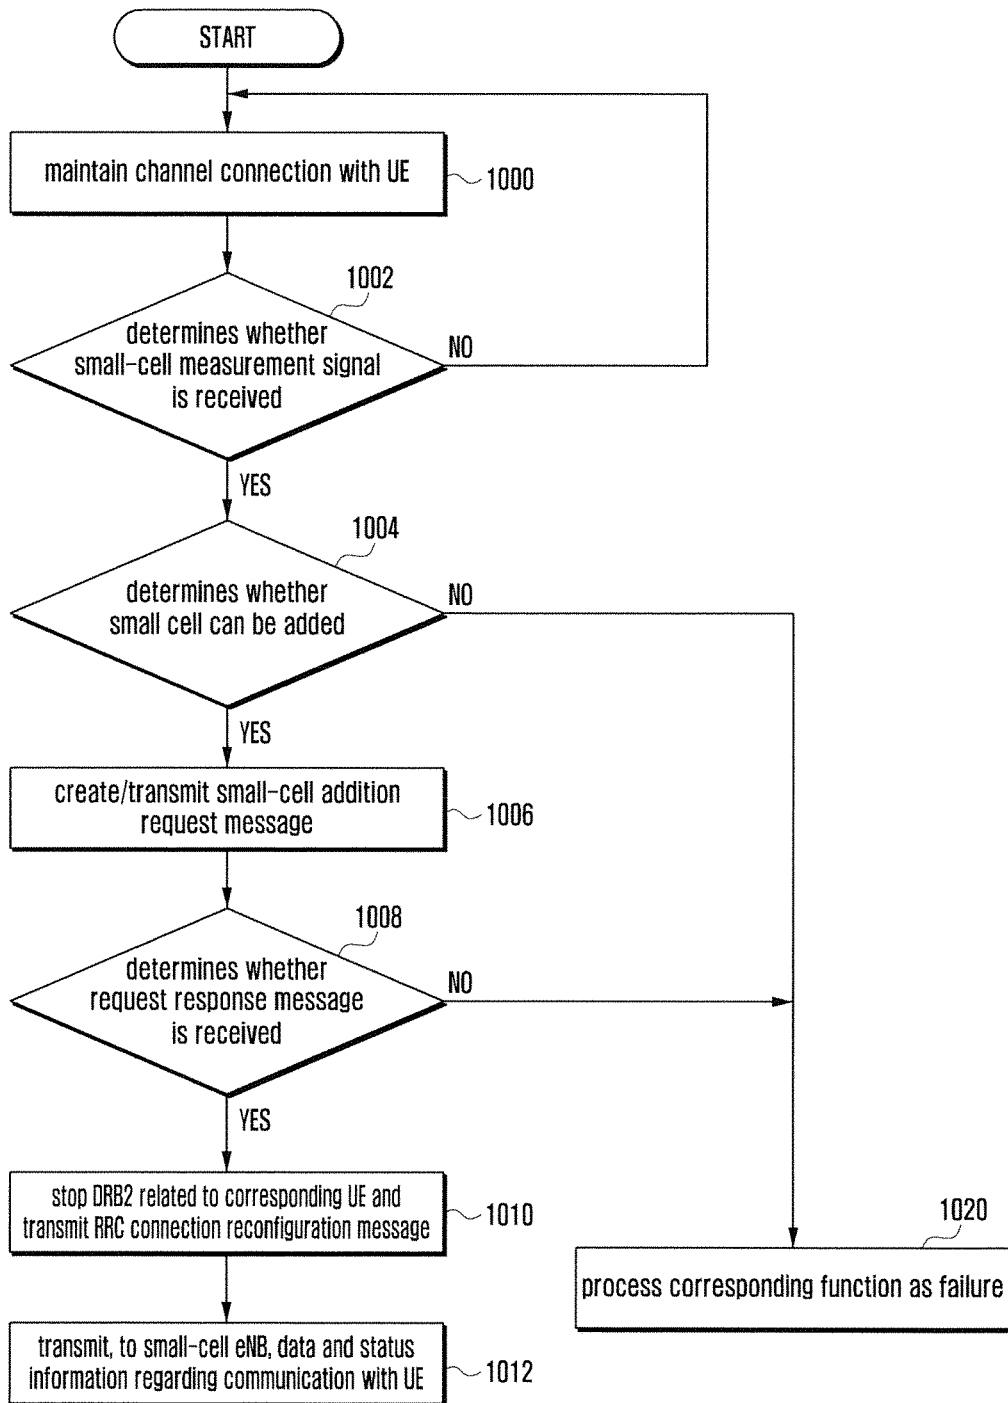 START
maintain channel connection with UE
1000
1002
determines whether
small-cell measurement signal
is received
NO
YES
1004
determines whether
small cell can be added
NO
YES
create/transmit small-cell addition
request message
1006
1008
determines whether
request response message
is received
NO
YES
stop DRB2 related to corresponding UE and
transmit RRC connection reconfiguration message
1010
1020
process corresponding function as failure
transmit, to small-cell eNB, data and status
information regarding communication with UE
1012